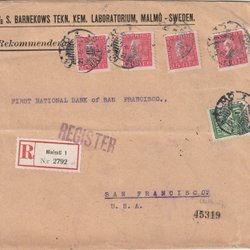 S. BARNEKOWS TEKN. KEM. LABORATORIUM, MALMÖ - SWEDEN.
Rekommenderas
FIRST NATIONAL BANK OF SAN FRANCISCO,
REGISTER
R
Malmö 1
No 2792
SAN FRANCISCO
U.S.A.
45319